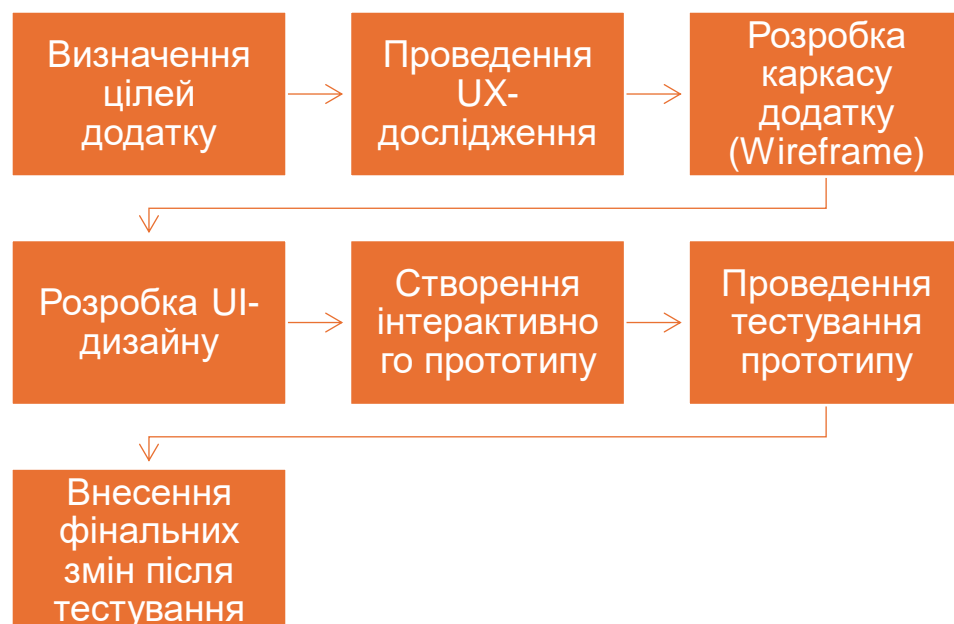 Визначення
цілей
додатку
Проведення
UX-
дослідження
Розробка
каркасу
додатку
(Wireframe)
Розробка UI-
дизайну
Створення
інтерактивно
го прототипу
Проведення
тестування
прототипу
Внесення
фінальних
змін після
тестування